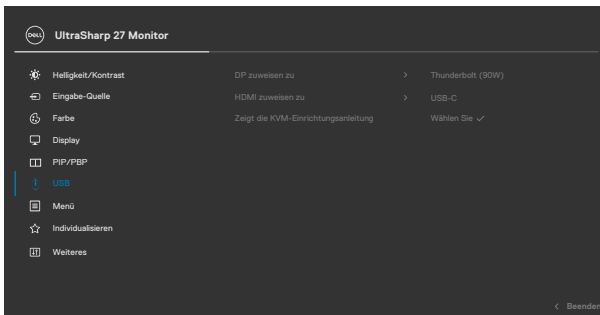 DELL UltraSharp 27 Monitor
Helligkeit/Kontrast DP zuweisen zu > Thunderbolt (90W)
Eingabe-Quelle HDMI zuweisen zu > USB-C
Farbe Zeigt die KVM-Einrichtungsanleitung Wählen Sie ✓
Display
PIP/PBP
USB
Menü
Individualisieren
Weiteres
< Beenden